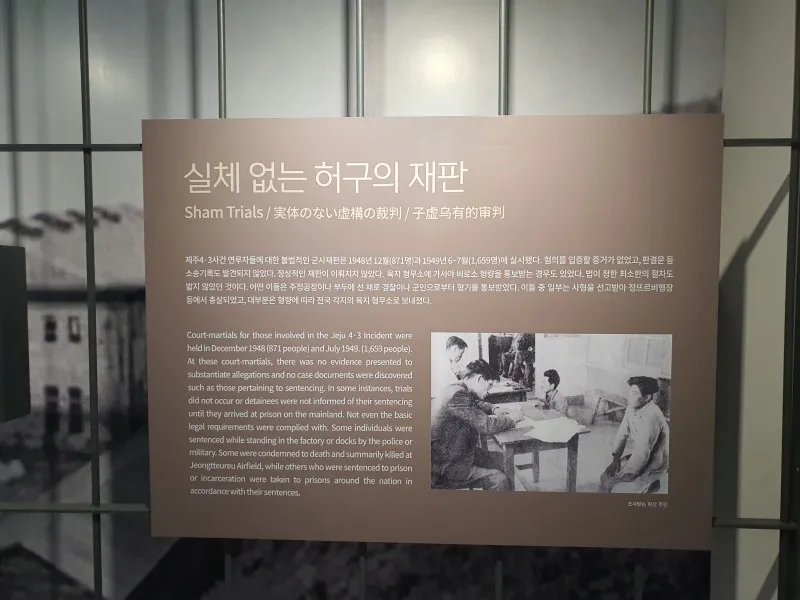 실체 없는 허구의 재판
Sham Trials / 実体のない虚構の裁判 / 子虚乌有的审判
제주4·3사건 연루자들에 대한 불법적인 군사재판은 1948년 12월(871명)과 1949년 6~7월(1,659명)에 실시됐다. 혐의를 입증할 증거가 없었고, 판결문 등
소송기록도 발견되지 않았다. 정상적인 재판이 이뤄지지 않았다. 육지 형무소에 가서야 비로소 형량을 통보받는 경우도 있었다. 법이 정한 최소한의 절차도
밟지 않았던 것이다. 어떤 이들은 주정공장이나 부두에 선 채로 경찰이나 군인으로부터 형기를 통보받았다. 이들 중 일부는 사형을 선고받아 정뜨르비행장
등에서 총살되었고, 대부분은 형량에 따라 전국 각지의 육지 형무소로 보내졌다.
Court-martials for those involved in the Jeju 4·3 Incident were
held in December 1948 (871 people) and July 1949. (1,659 people).
At these court-martials, there was no evidence presented to
substantiate allegations and no case documents were discovered
such as those pertaining to sentencing. In some instances, trials
did not occur or detainees were not informed of their sentencing
until they arrived at prison on the mainland. Not even the basic
legal requirements were complied with. Some individuals were
sentenced while standing in the factory or docks by the police or
military. Some were condemned to death and summarily killed at
Jeongtteureu Airfield, while others who were sentenced to prison
or incarceration were taken to prisons around the nation in
accordance with their sentences.
조사받는 피산 주민